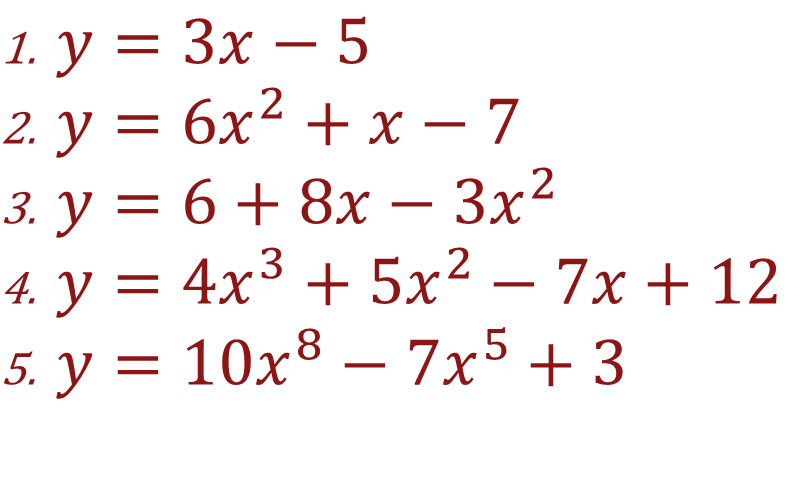 1. y = 3x − 5
2. y = 6x² + x − 7
3. y = 6 + 8x − 3x²
4. y = 4x³ + 5x² − 7x + 12
5. y = 10x⁸ − 7x⁵ + 3